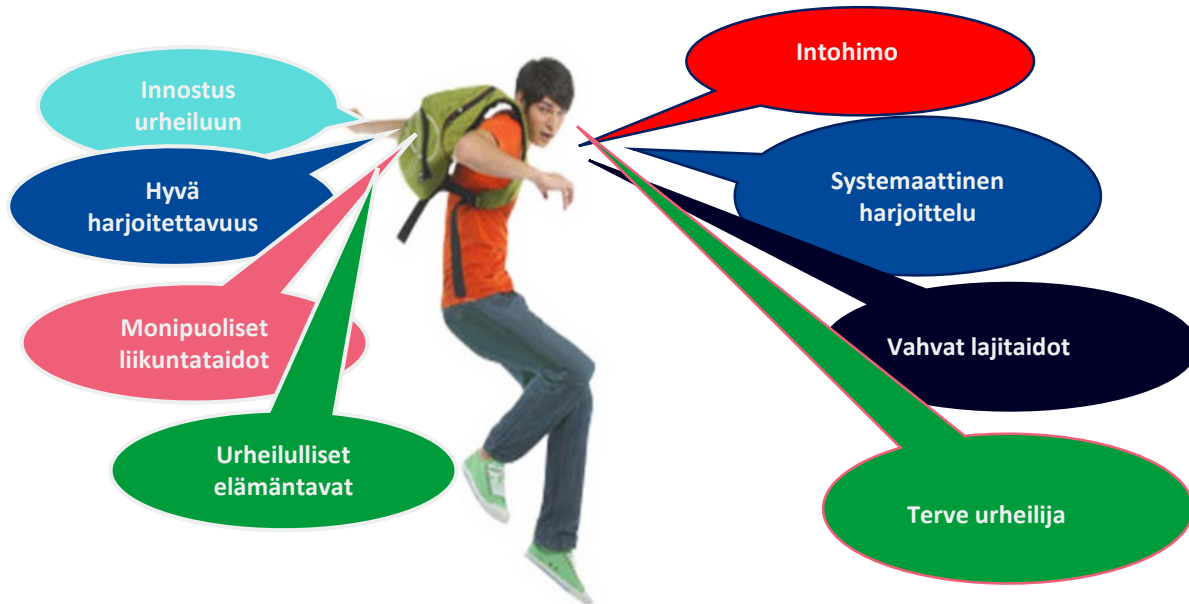 Innostus
urheiluun
Hyvä
harjoitettavuus
Monipuoliset
liikuntataidot
Urheilulliset
elämäntavat
Intohimo
Systemaattinen
harjoittelu
Vahvat lajitaidot
Terve urheilija